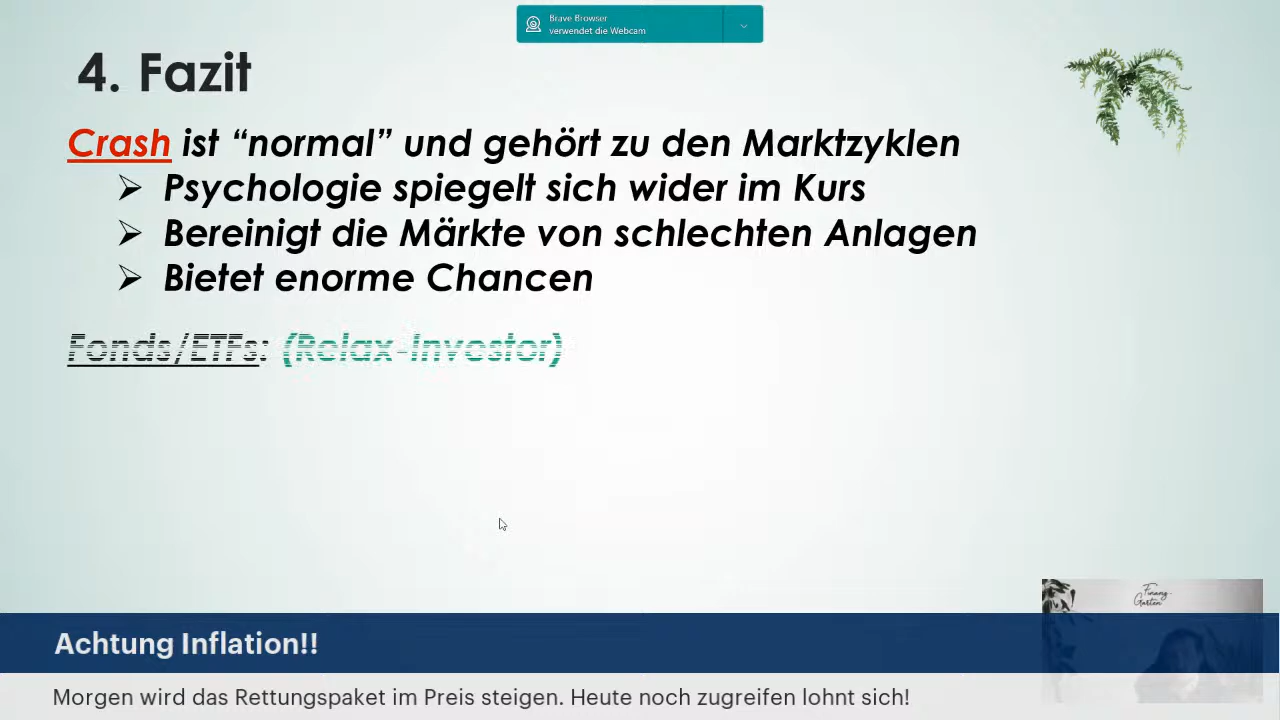 Brave Browser
verwendet die Webcam
4. Fazit
Crash ist “normal” und gehört zu den Marktzyklen
➢ Psychologie spiegelt sich wider im Kurs
➢ Bereinigt die Märkte von schlechten Anlagen
➢ Bietet enorme Chancen
Fonds/ETFs: (Relax-Investor)
Finanz
Garten
Achtung Inflation!!
Morgen wird das Rettungspaket im Preis steigen. Heute noch zugreifen lohnt sich!